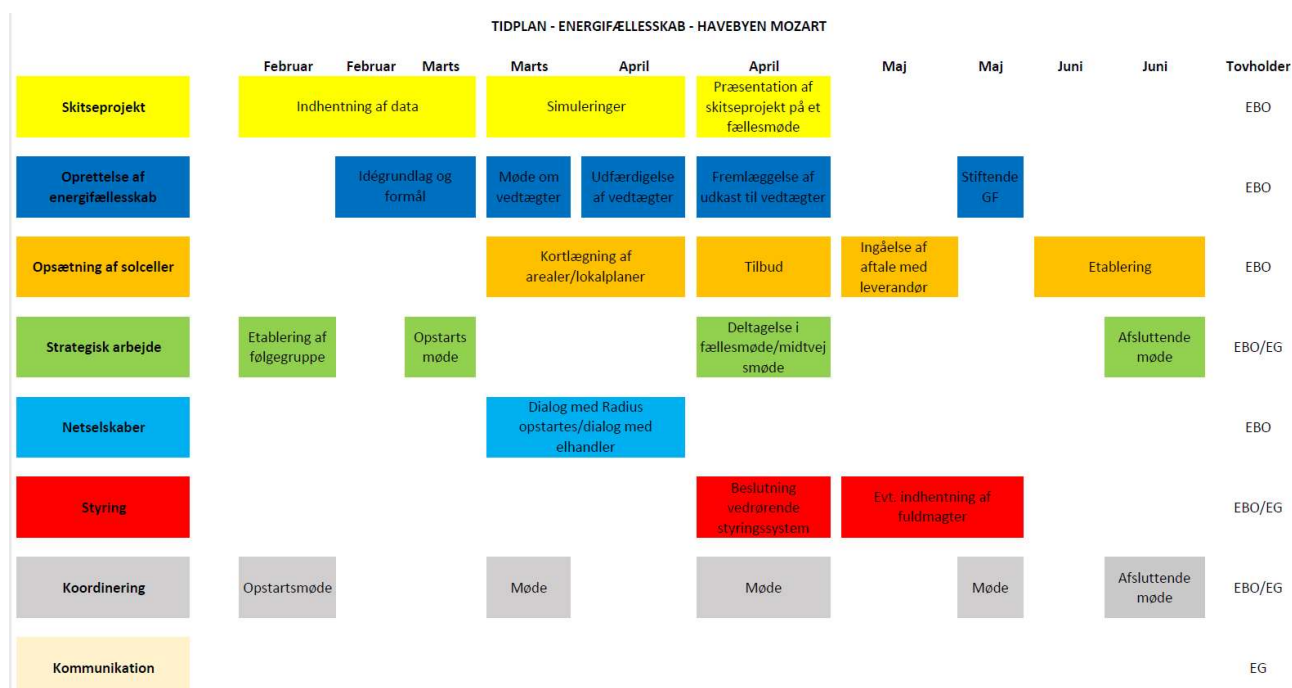 TIDPLAN - ENERGIFÆLLESSKAB - HAVEBYEN MOZART
Februar Februar Marts Marts April April Maj Maj Juni Juni Tovholder
Skitseprojekt
Indhentning af data
Simuleringer
Præsentation af
skitseprojekt på et
fællesmøde
EBO
Oprettelse af
energifællesskab
Idégrundlag og
formål
Møde om
vedtægter
Udfærdigelse
af vedtægter
Fremlæggelse af
udkast til vedtægter
Stiftende
GF
EBO
Opsætning af solceller
Kortlægning af
arealer/lokalplaner
Tilbud
Ingåelse af
aftale med
leverandør
Etablering
EBO
Strategisk arbejde
Etablering af
følgegruppe
Opstarts
møde
Deltagelse i
fællesmøde/midtvej
smøde
Afsluttende
møde
EBO/EG
Netselskaber
Dialog med Radius
opstartes/dialog med
elhandler
EBO
Styring
Beslutning
vedrørende
styringssystem
Evt. indhentning af
fuldmagter
EBO/EG
Koordinering
Opstartsmøde
Møde
Møde
Møde
Afsluttende
møde
EBO/EG
Kommunikation
EG